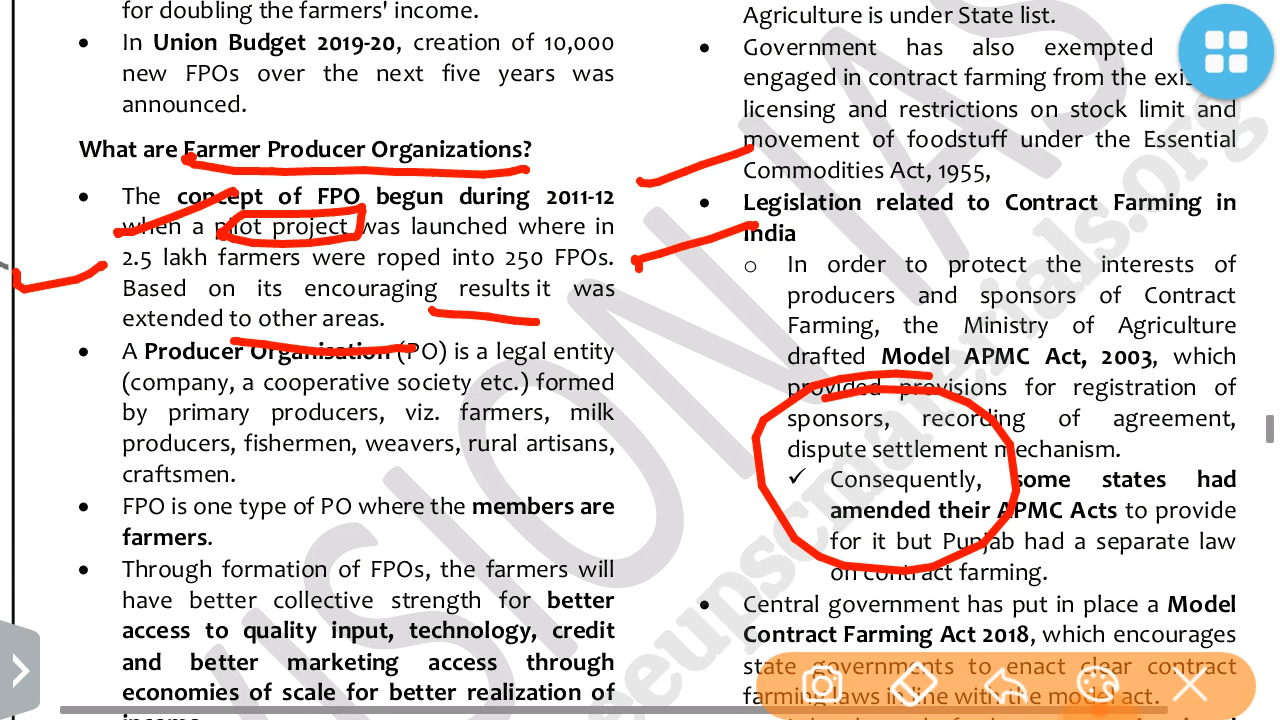 for doubling the farmers' income.
• In Union Budget 2019-20, creation of 10,000
new FPOs over the next five years was
announced.
What are Farmer Producer Organizations?
• The concept of FPO begun during 2011-12
when a pilot project was launched where in
2.5 lakh farmers were roped into 250 FPOs.
Based on its encouraging results it was
extended to other areas.
• A Producer Organisation (PO) is a legal entity
(company, a cooperative society etc.) formed
by primary producers, viz. farmers, milk
producers, fishermen, weavers, rural artisans,
craftsmen.
• FPO is one type of PO where the members are
farmers.
• Through formation of FPOs, the farmers will
have better collective strength for better
access to quality input, technology, credit
and better marketing access through
economies of scale for better realization of
Agriculture is under State list.
• Government has also exempted
engaged in contract farming from the
licensing and restrictions on stock limit and
movement of foodstuff under the Essential
Commodities Act, 1955,
• Legislation related to Contract Farming in
India
o In order to protect the interests of
producers and sponsors of Contract
Farming, the Ministry of Agriculture
drafted Model APMC Act, 2003, which
provided provisions for registration of
sponsors, recording of agreement,
dispute settlement mechanism.
✓ Consequently, some states had
amended their APMC Acts to provide
for it but Punjab had a separate law
on contract farming.
• Central government has put in place a Model
Contract Farming Act 2018, which encourages
state governments to enact clear contract
farming laws in line with the model act.
VISION IAS